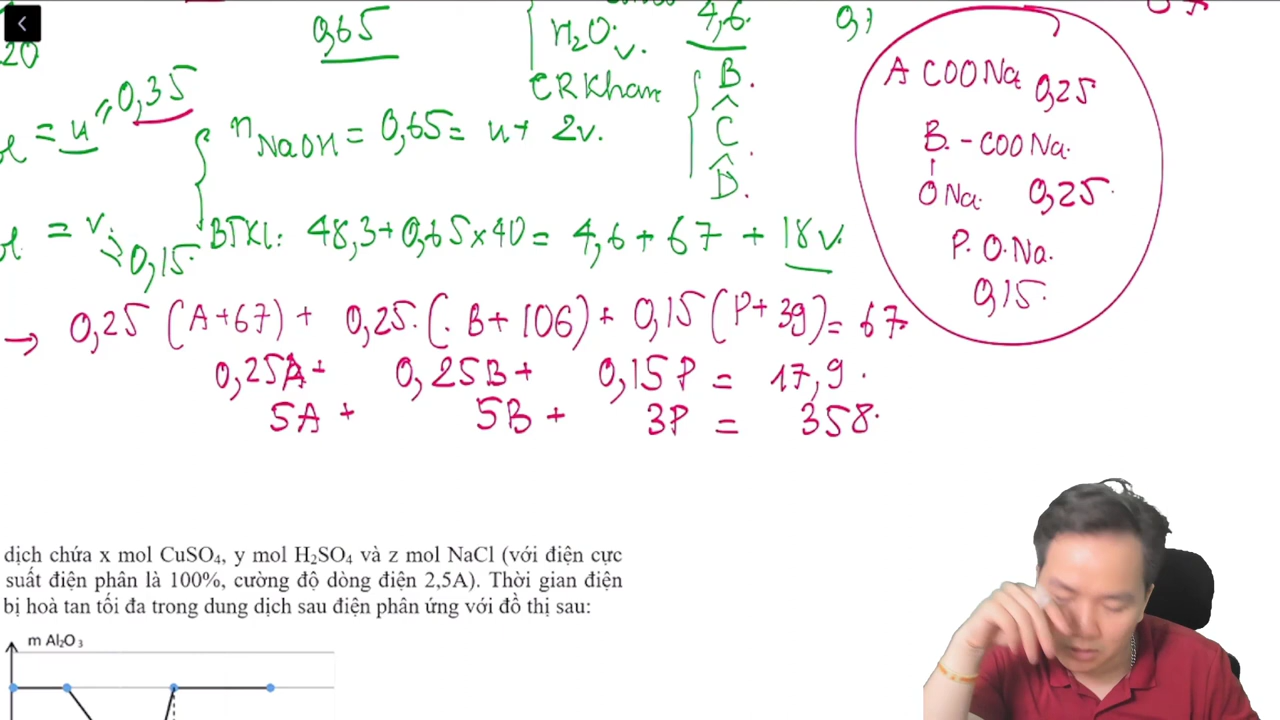 0,65
H₂O: v.
4,6
20
CR Khan
B.
C
D.
= u = 0,35
n NaOH = 0,65 = u + 2v.
= v
0,15.
BTKL: 48,3 + 0,65 x 40 = 4,6 + 67 + 18v.
A COONa 0,25
B. - COONa.
ONa. 0,25.
P. O.Na.
0,15.
→ 0,25 (A+67) + 0,25. (. B + 106) + 0,15 (P + 39) = 67.
0,25A + 0,25B + 0,15P = 17,9.
5A + 5B + 3P = 358.
dịch chứa x mol CuSO₄, y mol H₂SO₄ và z mol NaCl (với điện cực
suất điện phân là 100%, cường độ dòng điện 2,5A). Thời gian điện
bị hoà tan tối đa trong dung dịch sau điện phân ứng với đồ thị sau:
m Al₂O₃